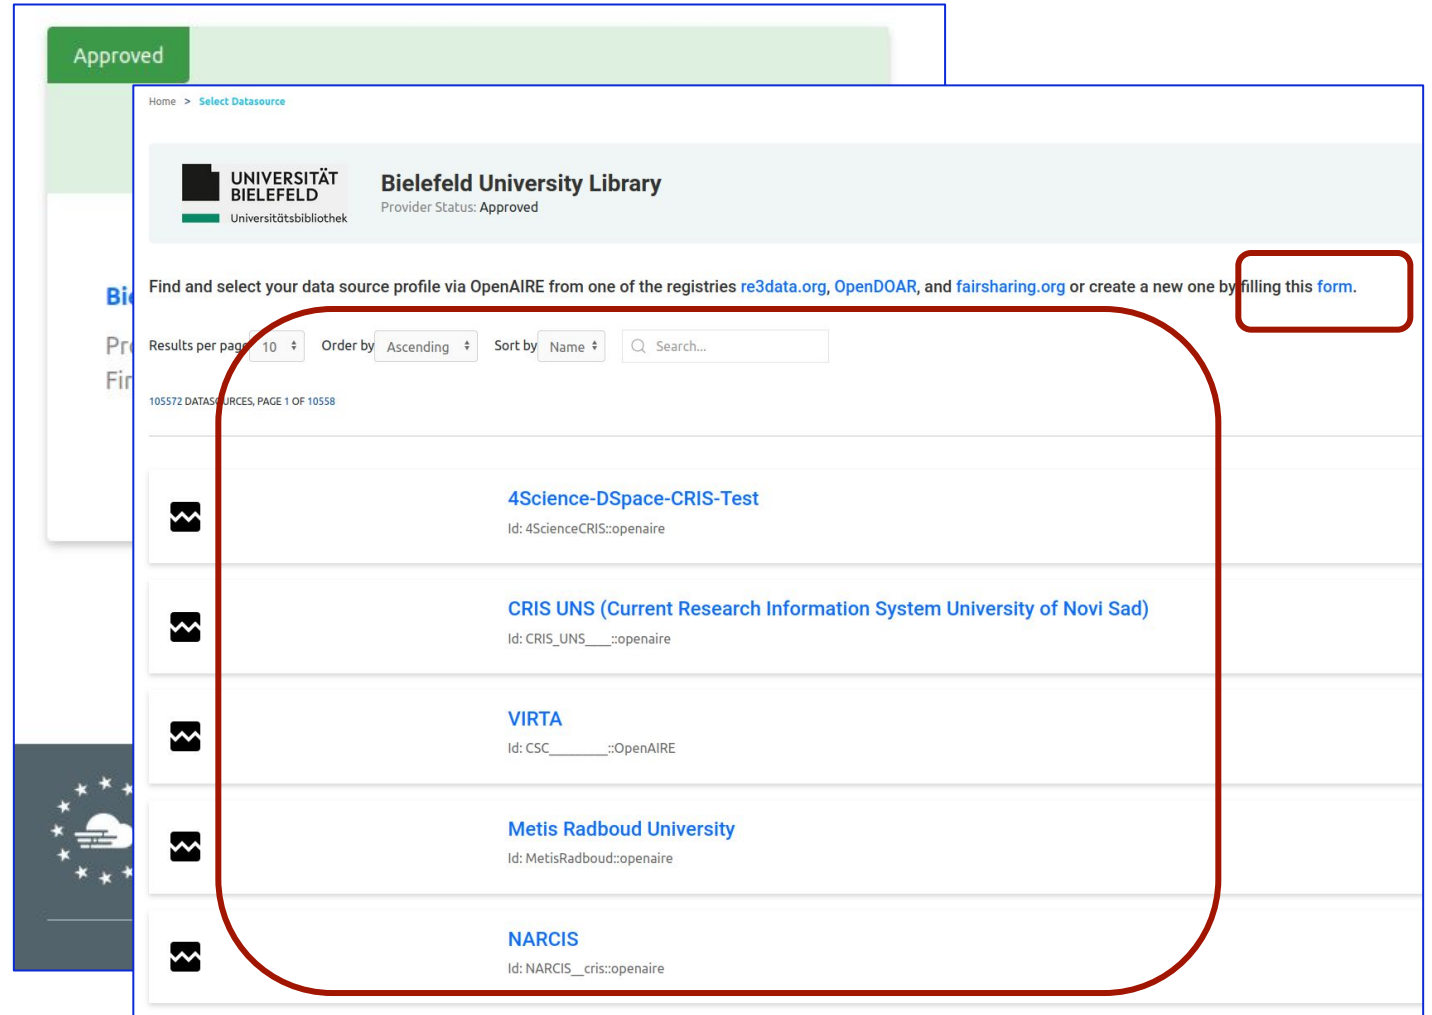 Approved
Home > Select Datasource
UNIVERSITÄT
BIELEFELD
Universitätsbibliothek
Bielefeld University Library
Provider Status: Approved
Find and select your data source profile via OpenAIRE from one of the registries re3data.org, OpenDOAR, and fairsharing.org or create a new one by filling this form.
Results per page 10 Order by Ascending Sort by Name Search...
105572 DATASOURCES, PAGE 1 OF 10558
4Science-DSpace-CRIS-Test
Id: 4ScienceCRIS::openaire
CRIS UNS (Current Research Information System University of Novi Sad)
Id: CRIS_UNS____::openaire
VIRTA
Id: CSC_________::OpenAIRE
Metis Radboud University
Id: MetisRadboud::openaire
NARCIS
Id: NARCIS__cris::openaire